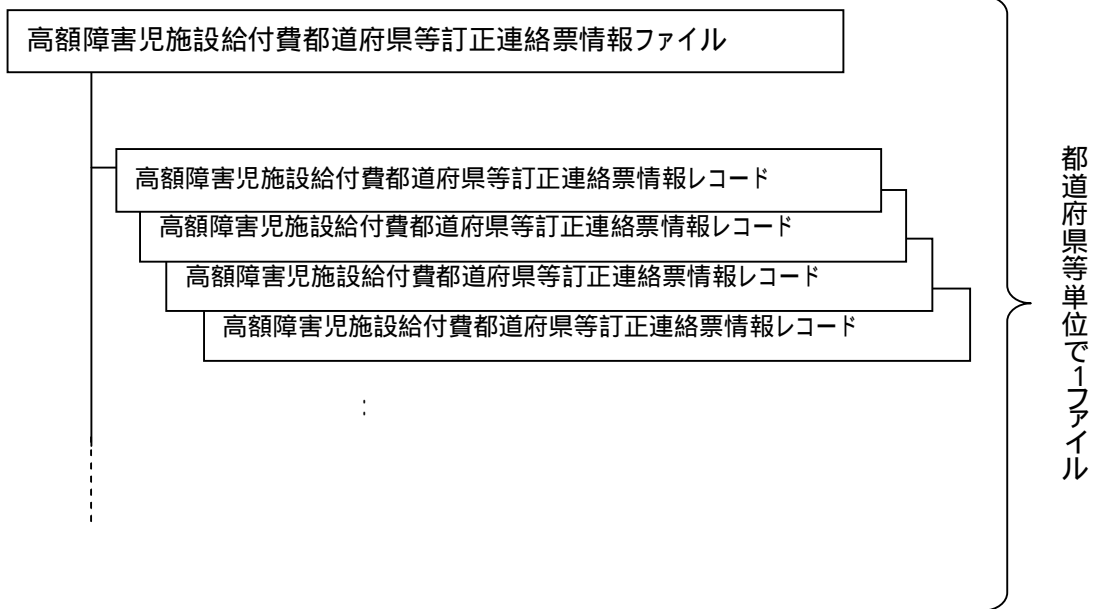 高額障害児施設給付費都道府県等訂正連絡票情報ファイル
高額障害児施設給付費都道府県等訂正連絡票情報レコード
高額障害児施設給付費都道府県等訂正連絡票情報レコード
高額障害児施設給付費都道府県等訂正連絡票情報レコード
高額障害児施設給付費都道府県等訂正連絡票情報レコード
:
都道府県等単位で1ファイル